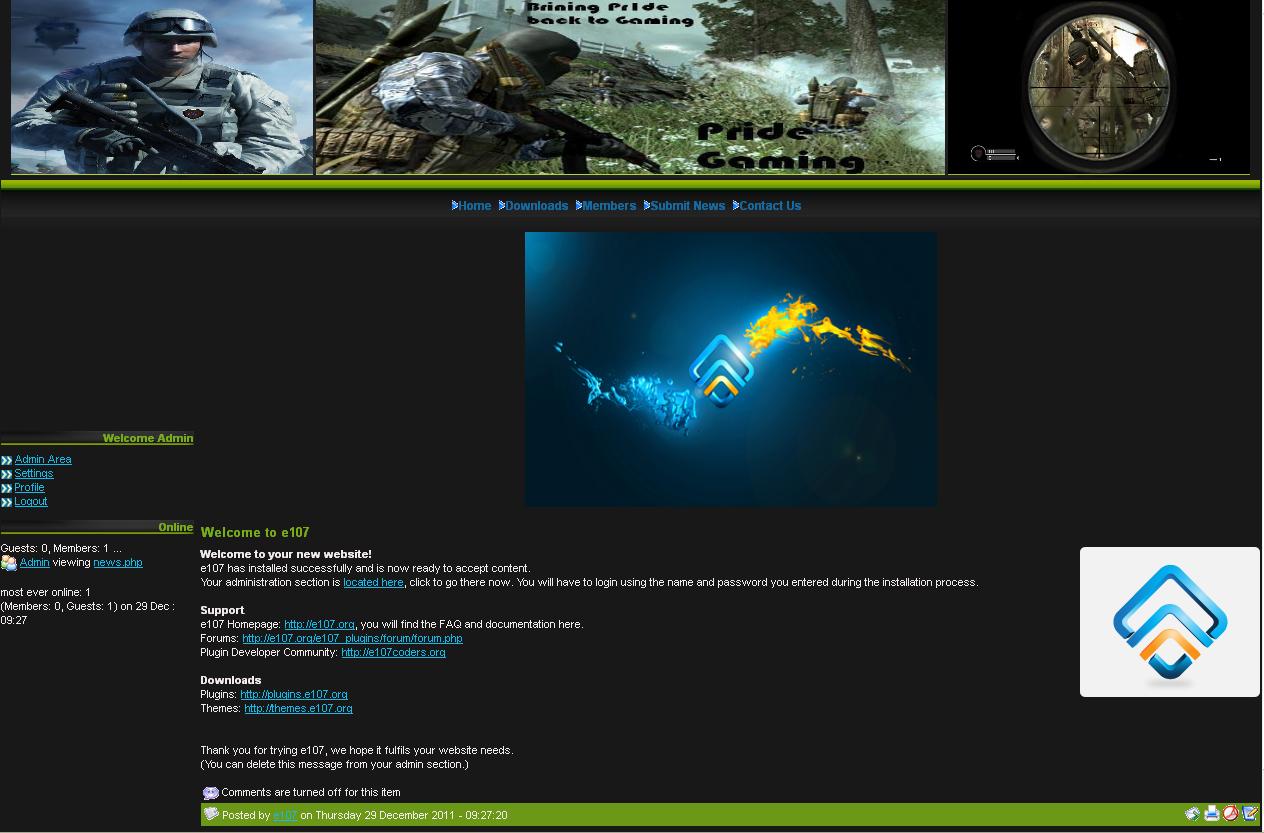 Brining Pr1de
back to Gaming
Pride
Gaming
Home Downloads Members Submit News Contact Us
Welcome Admin
Admin Area
Settings
Profile
Logout
Online
Guests: 0, Members: 1 ...
Admin viewing news.php
most ever online: 1
(Members: 0, Guests: 1) on 29 Dec :
09:27
Welcome to e107
Welcome to your new website!
e107 has installed successfully and is now ready to accept content.
Your administration section is located here, click to go there now. You will have to login using the name and password you entered during the installation process.
Support
e107 Homepage: http://e107.org, you will find the FAQ and documentation here.
Forums: http://e107.org/e107_plugins/forum/forum.php
Plugin Developer Community: http://e107coders.org
Downloads
Plugins: http://plugins.e107.org
Themes: http://themes.e107.org
Thank you for trying e107, we hope it fulfils your website needs.
(You can delete this message from your admin section.)
Comments are turned off for this item
Posted by e107 on Thursday 29 December 2011 - 09:27:20